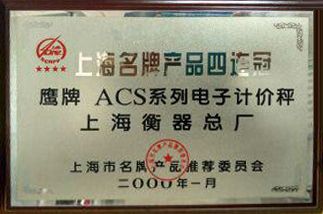 上海名牌产品四连冠
鹰牌 ACS系列电子计价秤
上海衡器总厂
上海市名牌产品推荐委员会
二000年一月